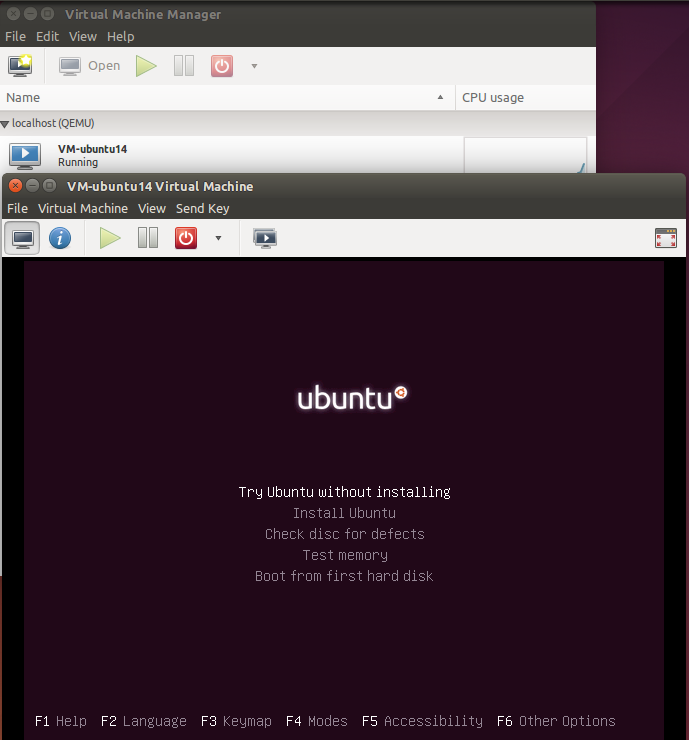 Virtual Machine Manager
File Edit View Help
Open
Name CPU usage
localhost (QEMU)
VM-ubuntu14
Running
VM-ubuntu14 Virtual Machine
File Virtual Machine View Send Key
ubuntu
Try Ubuntu without installing
Install Ubuntu
Check disc for defects
Test memory
Boot from first hard disk
F1 Help F2 Language F3 Keymap F4 Modes F5 Accessibility F6 Other Options